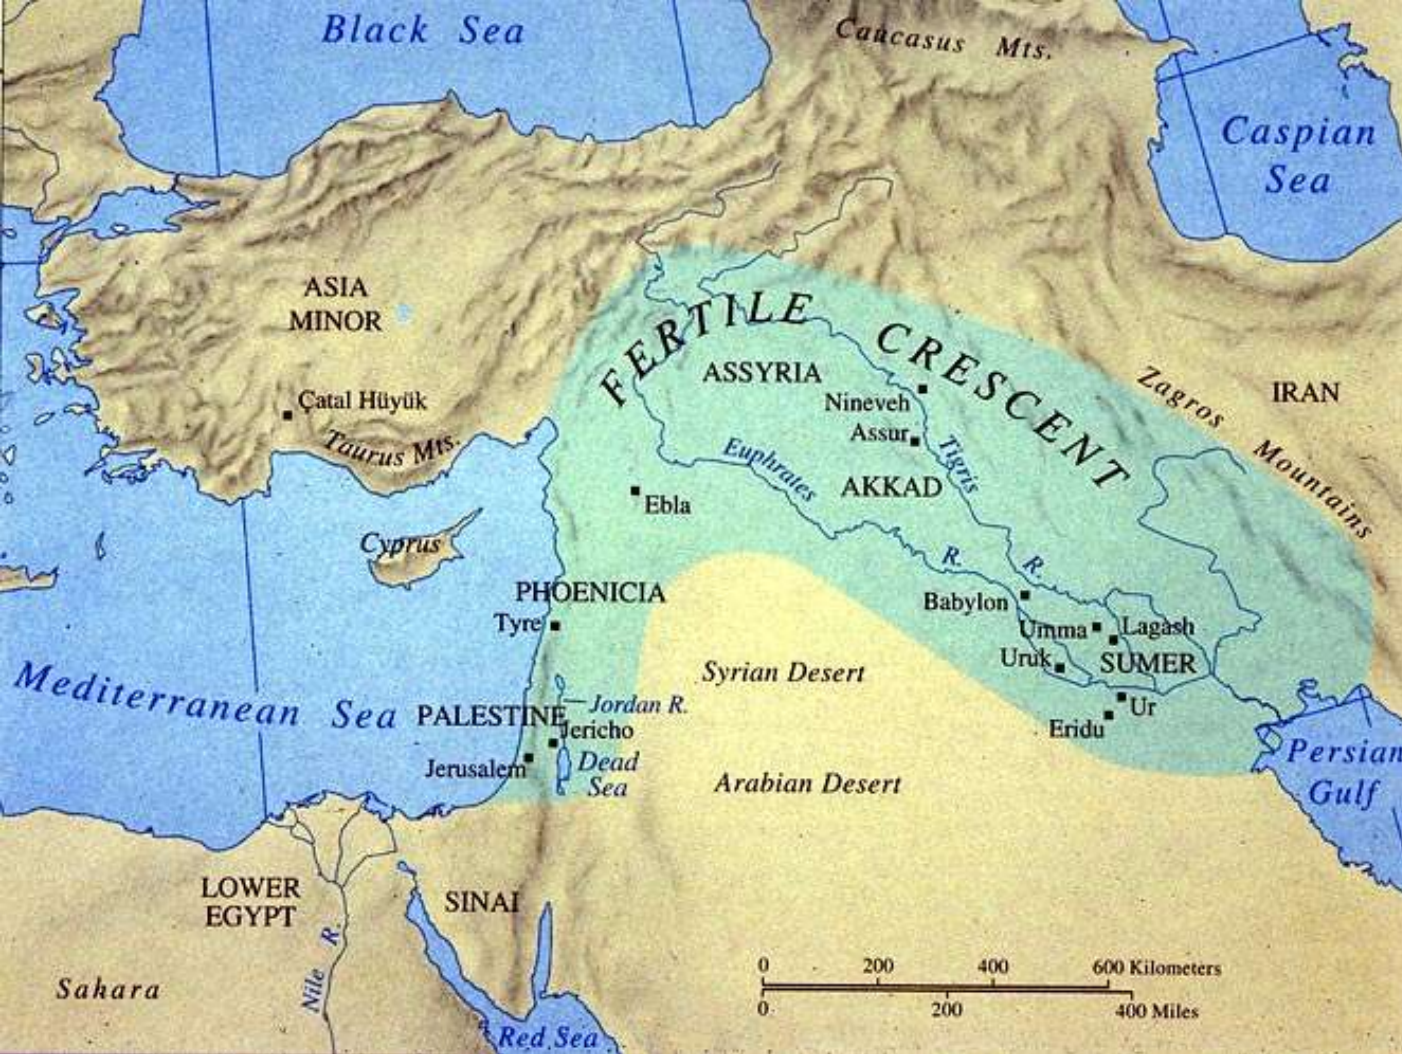 Black Sea
Caucasus Mts.
Caspian
Sea
ASIA
MINOR
FERTILE CRESCENT
ASSYRIA
Zagros Mountains
IRAN
Çatal Hüyük
Nineveh
Taurus Mts.
Assur
Tigris R.
Euphrates R.
AKKAD
Ebla
Cyprus
PHOENICIA
Babylon
Tyre
Umma
Lagash
Uruk
SUMER
Syrian Desert
Mediterranean Sea
Jordan R.
PALESTINE
Jericho
Ur
Eridu
Jerusalem
Dead
Sea
Persian
Gulf
Arabian Desert
LOWER
EGYPT
SINAI
Nile R.
Sahara
0 200 400 600 Kilometers
0 200 400 Miles
Red Sea